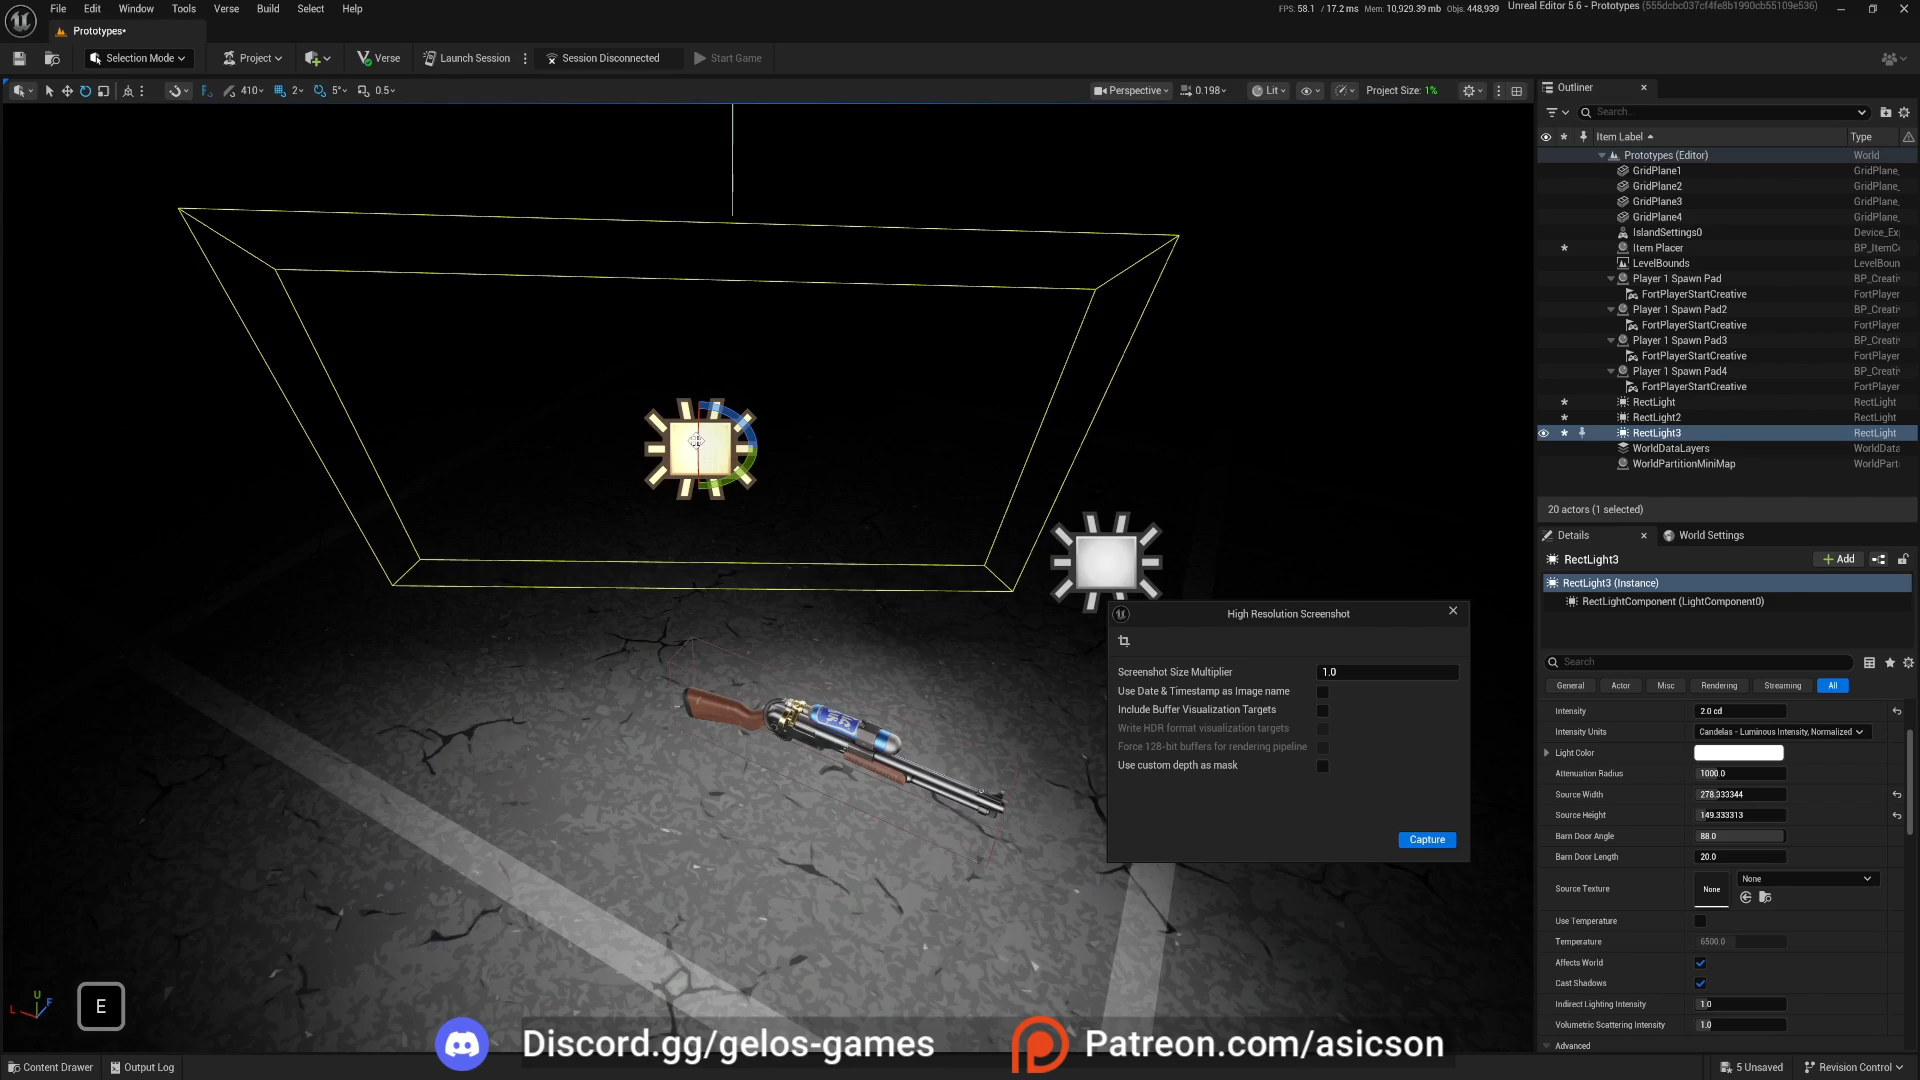 File Edit Window Tools Verse Build Select Help
FPS: 58.1 / 17.2 ms Mem: 10,929.39 mb Objs: 448,939
Unreal Editor 5.6 - Prototypes (555dcbc037cf4fe8b1990cb55109e536)
Prototypes*
Selection Mode Project Verse Launch Session Session Disconnected Start Game
410 2 5° 0.5 Perspective 0.198 Lit Project Size: 1%
Outliner
Search...
Item Label Type
Prototypes (Editor) World
GridPlane1 GridPlane_
GridPlane2 GridPlane_
GridPlane3 GridPlane_
GridPlane4 GridPlane_
IslandSettings0 Device_Ex
Item Placer BP_ItemC
LevelBounds LevelBoun
Player 1 Spawn Pad BP_Creati
FortPlayerStartCreative FortPlayer
Player 1 Spawn Pad2 BP_Creati
FortPlayerStartCreative FortPlayer
Player 1 Spawn Pad3 BP_Creati
FortPlayerStartCreative FortPlayer
Player 1 Spawn Pad4 BP_Creati
FortPlayerStartCreative FortPlayer
RectLight RectLight
RectLight2 RectLight
RectLight3 RectLight
WorldDataLayers WorldData
WorldPartitionMiniMap WorldPart
20 actors (1 selected)
Details World Settings
RectLight3 Add
RectLight3 (Instance)
RectLightComponent (LightComponent0)
Search
General Actor Misc Rendering Streaming All
Intensity 2.0 cd
Intensity Units Candelas - Luminous Intensity, Normalized
Light Color
Attenuation Radius 1000.0
Source Width 278.333344
Source Height 149.333313
Barn Door Angle 88.0
Barn Door Length 20.0
Source Texture None None
Use Temperature
Temperature 6500.0
Affects World
Cast Shadows
Indirect Lighting Intensity 1.0
Volumetric Scattering Intensity 1.0
Advanced
High Resolution Screenshot
Screenshot Size Multiplier 1.0
Use Date & Timestamp as Image name
Include Buffer Visualization Targets
Write HDR format visualization targets
Force 128-bit buffers for rendering pipeline
Use custom depth as mask
Capture
L U F
E
Discord.gg/gelos-games Patreon.com/asicson
Content Drawer Output Log 5 Unsaved Revision Control